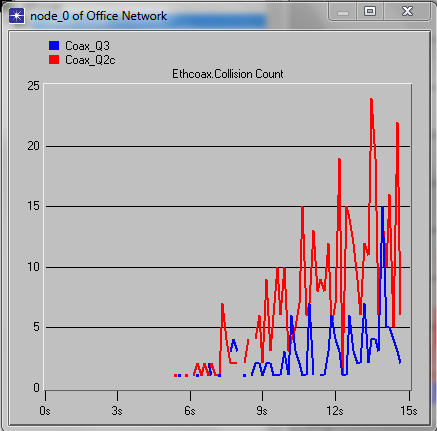 node_0 of Office Network
Coax_Q3
Coax_Q2c
Ethcoax.Collision Count
25
20
15
10
5
0
0s 3s 6s 9s 12s 15s